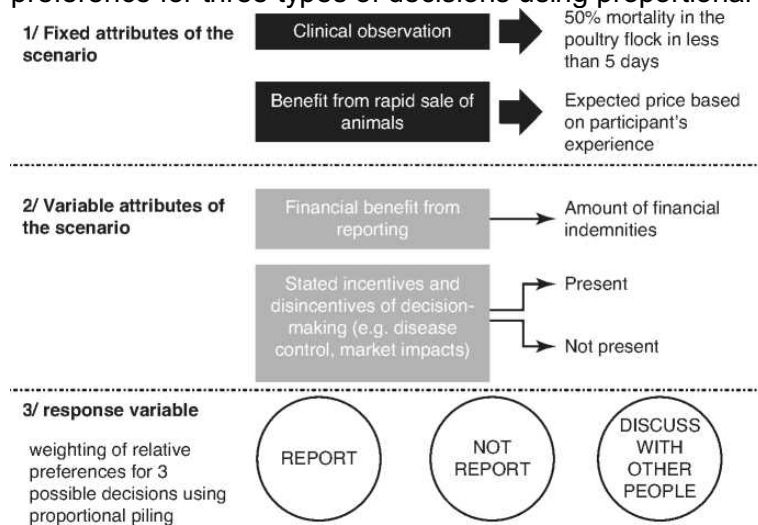 preference for three types of decisions using proportional
1/ Fixed attributes of the
scenario
Clinical observation
50% mortality in the
poultry flock in less
than 5 days
Benefit from rapid sale of
animals
Expected price based
on participant's
experience
2/ Variable attributes of
the scenario
Financial benefit from
reporting
Amount of financial
indemnities
Stated incentives and
disincentives of decision-
making (e.g. disease
control, market impacts)
Present
Not present
3/ response variable
weighting of relative
preferences for 3
possible decisions using
proportional piling
REPORT
NOT
REPORT
DISCUSS
WITH
OTHER
PEOPLE